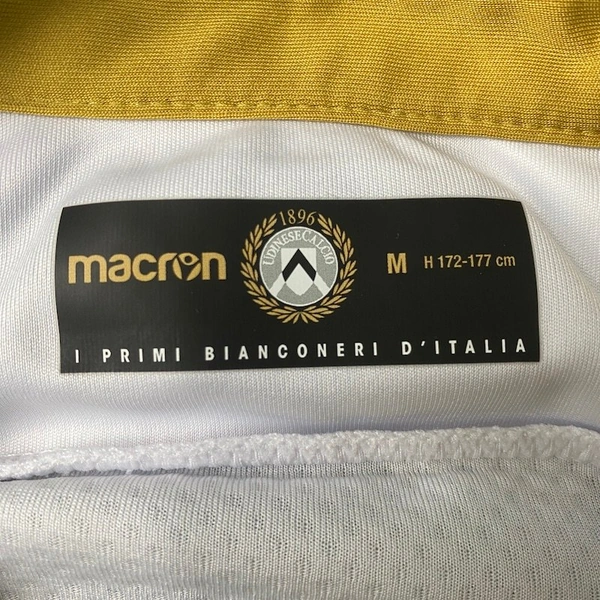 macron
1896
UDINESE CALCIO
M H 172-177 cm
I PRIMI BIANCONERI D'ITALIA